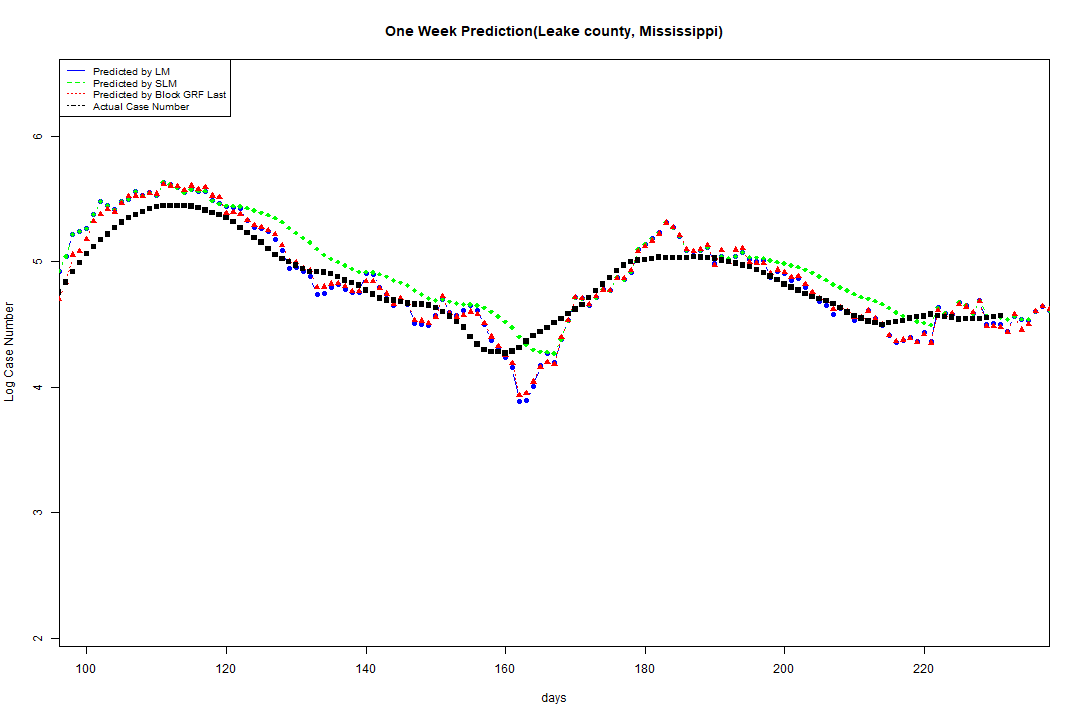 One Week Prediction(Leake county, Mississippi)
Predicted by LM
Predicted by SLM
Predicted by Block GRF Last
Actual Case Number
6
5
4
3
2
Log Case Number
100 120 140 160 180 200 220
days